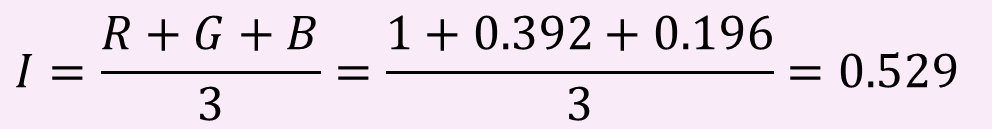 I = (R + G + B) / 3 = (1 + 0.392 + 0.196) / 3 = 0.529